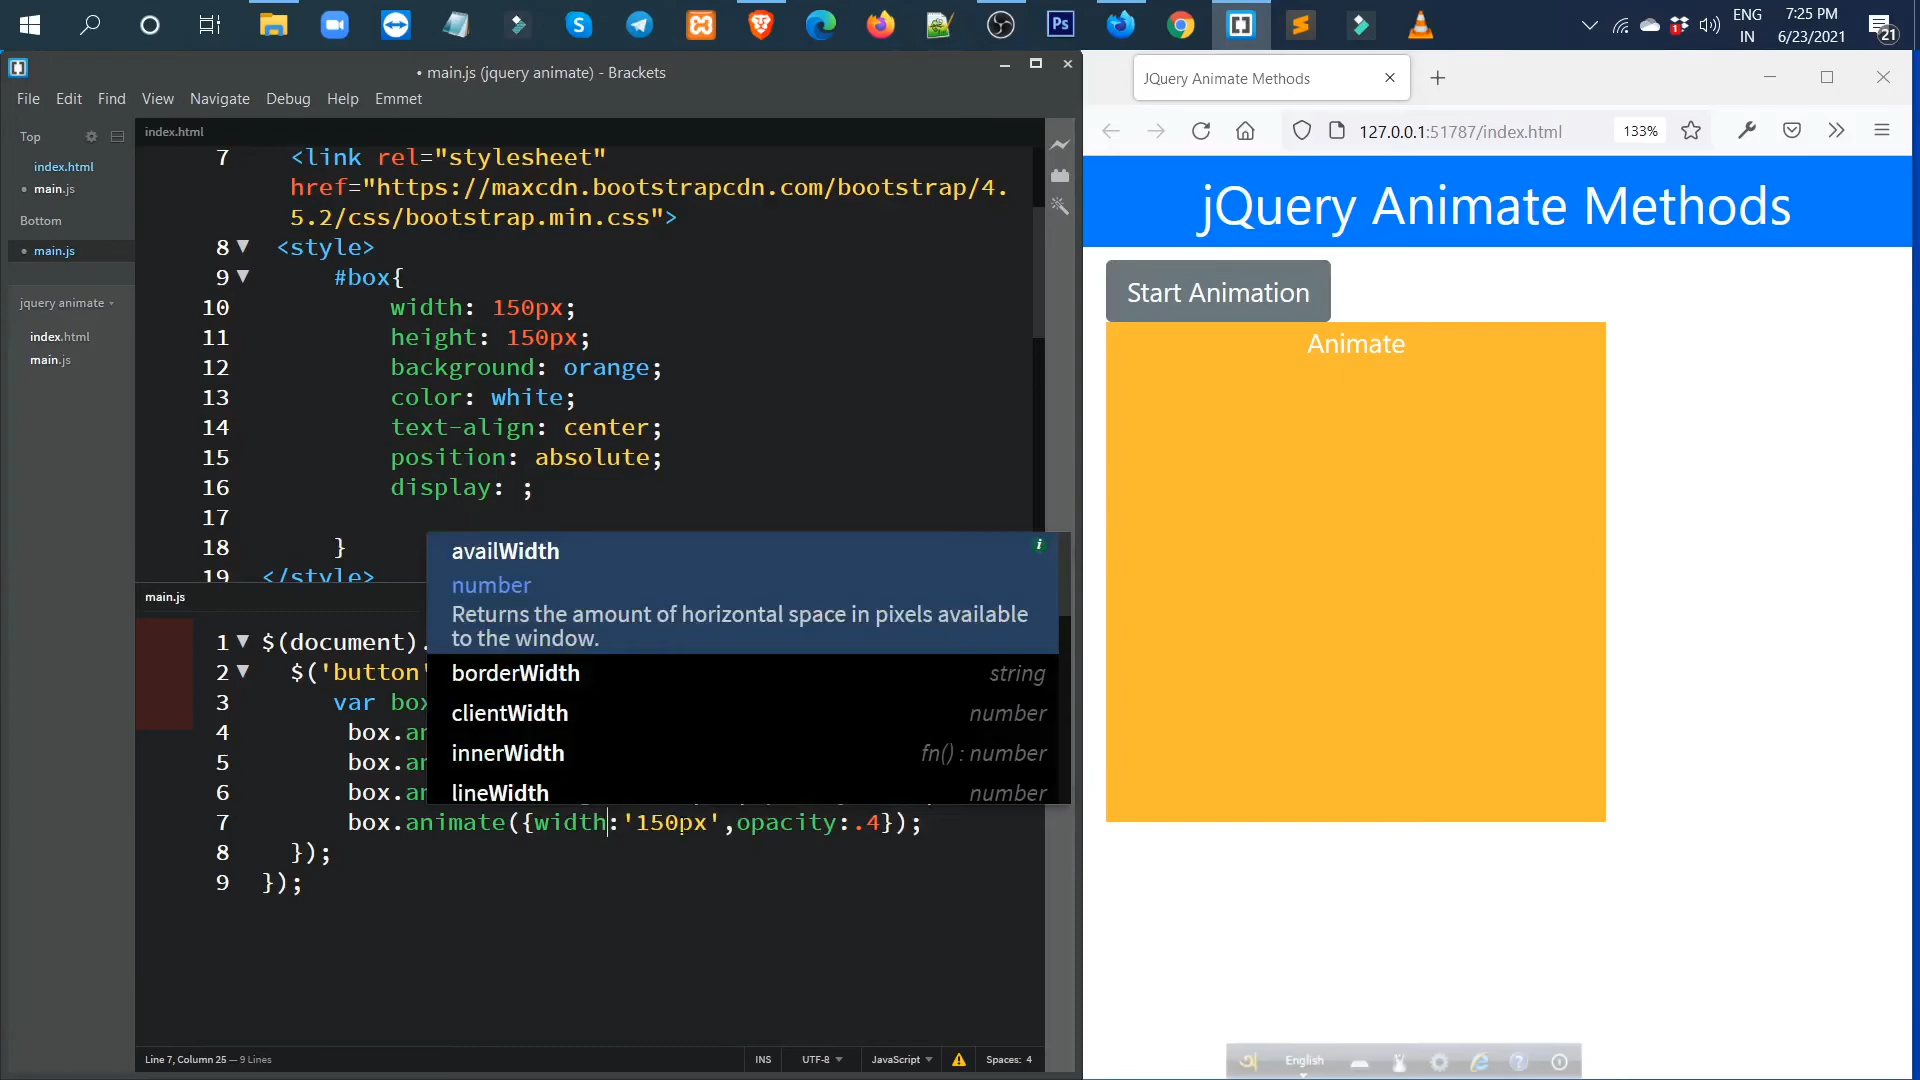 ENG
IN
7:25 PM
6/23/2021
21
Ps
• main.js (jquery animate) - Brackets
File Edit Find View Navigate Debug Help Emmet
Top
index.html
• main.js
Bottom
• main.js
jquery animate
index.html
main.js
index.html
7 <link rel="stylesheet"
href="https://maxcdn.bootstrapcdn.com/bootstrap/4.
5.2/css/bootstrap.min.css">
8 <style>
9 #box{
10 width: 150px;
11 height: 150px;
12 background: orange;
13 color: white;
14 text-align: center;
15 position: absolute;
16 display: ;
17
18 }
19 </style>
availWidth
number
Returns the amount of horizontal space in pixels available
to the window.
borderWidth string
clientWidth number
innerWidth fn() : number
lineWidth number
main.js
1 $(document).
2 $('button'
3 var box
4 box.an
5 box.an
6 box.an
7 box.animate({width:'150px',opacity:.4});
8 });
9 });
Line 7, Column 25 — 9 Lines
INS UTF-8 JavaScript Spaces: 4
JQuery Animate Methods
127.0.0.1:51787/index.html 133%
jQuery Animate Methods
Start Animation
Animate
English